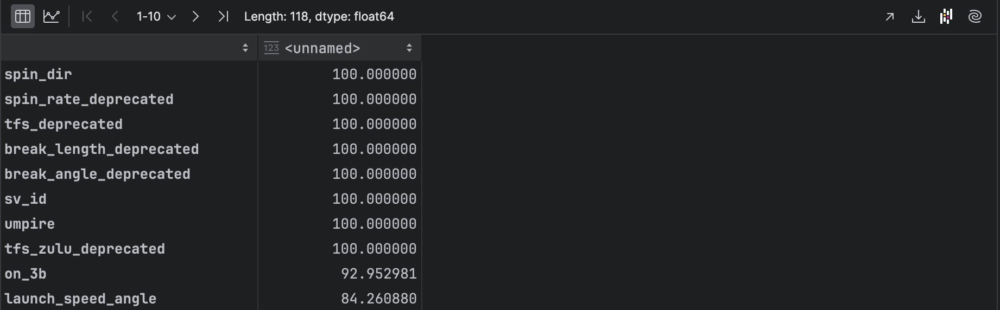 1-10 Length: 118, dtype: float64
123 <unnamed>
spin_dir 100.000000
spin_rate_deprecated 100.000000
tfs_deprecated 100.000000
break_length_deprecated 100.000000
break_angle_deprecated 100.000000
sv_id 100.000000
umpire 100.000000
tfs_zulu_deprecated 100.000000
on_3b 92.952981
launch_speed_angle 84.260880